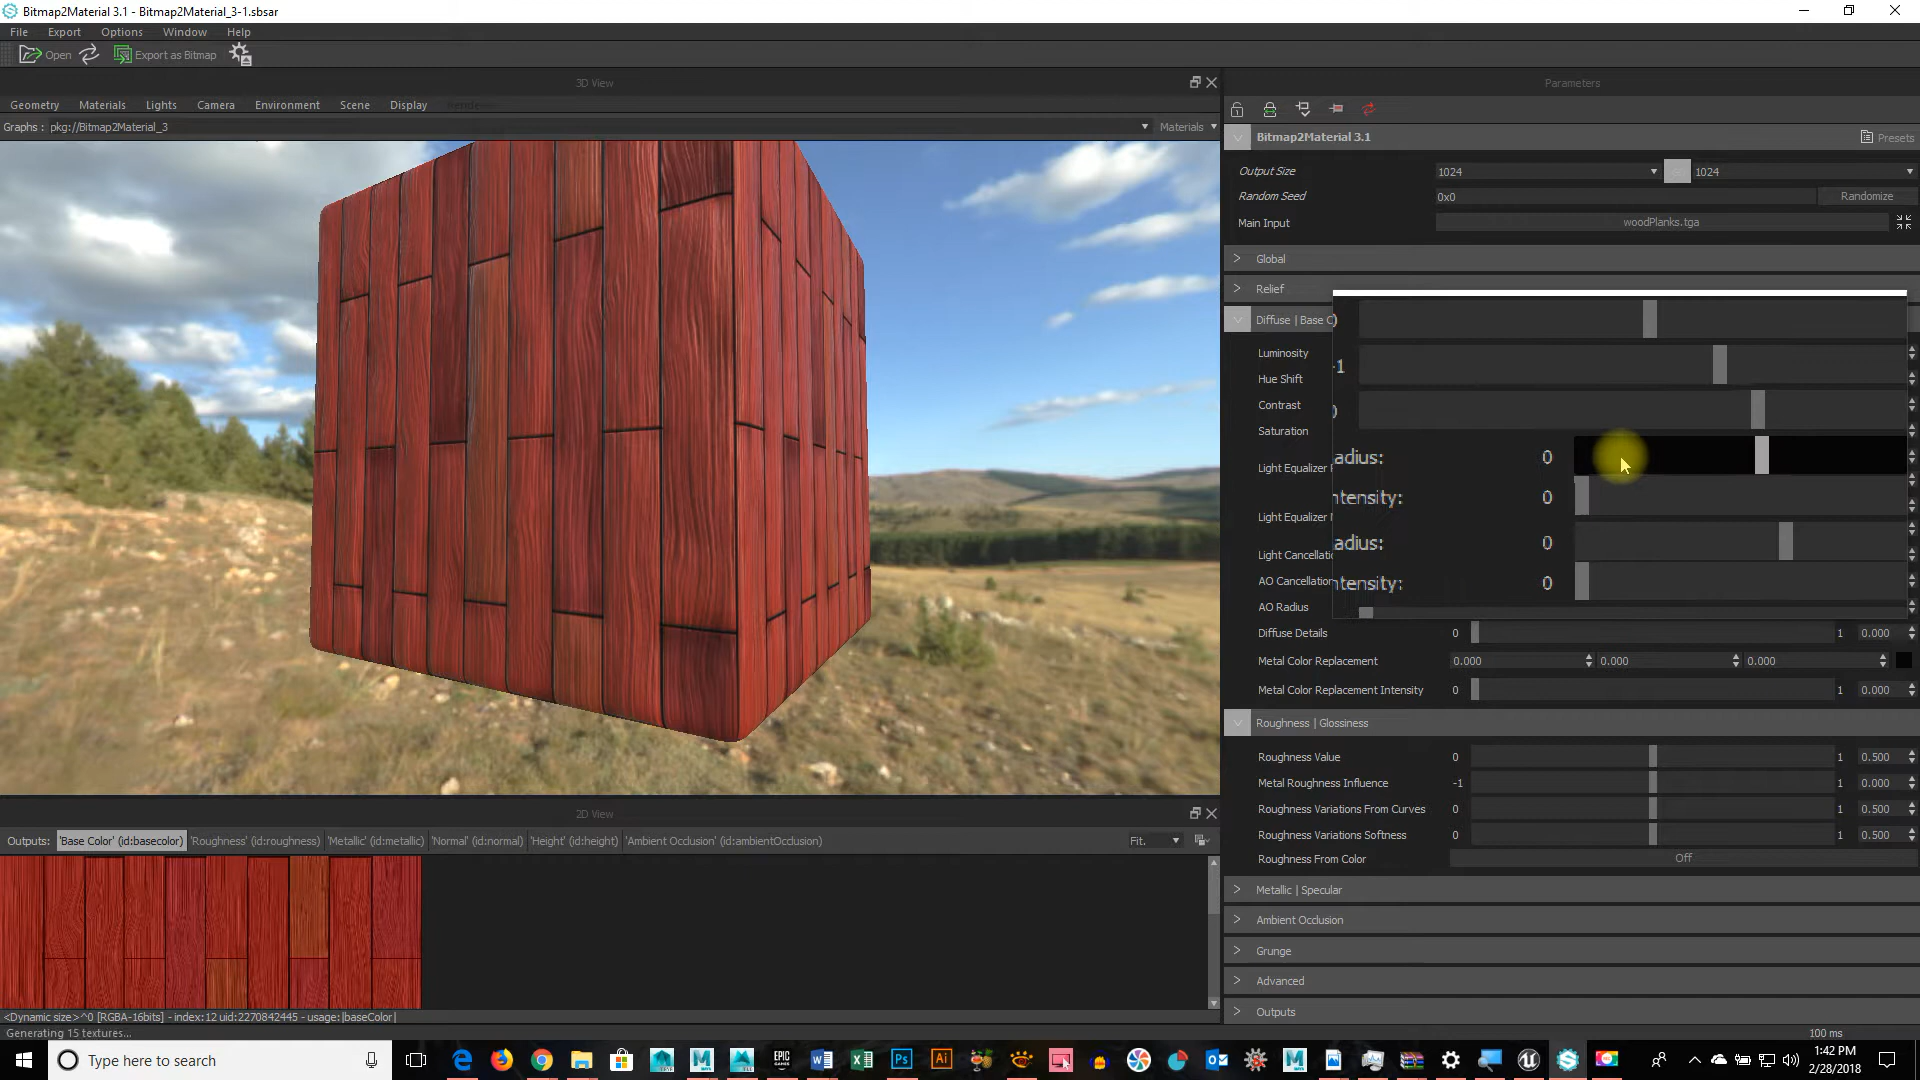 Bitmap2Material 3.1 - Bitmap2Material_3-1.sbsar
File Export Options Window Help
Open Export as Bitmap
3D View
Parameters
Geometry Materials Lights Camera Environment Scene Display
Graphs : pkg://Bitmap2Material_3 Materials
Bitmap2Material 3.1 Presets
Output Size 1024 1024
Random Seed 0x0 Randomize
Main Input woodPlanks.tga
Global
Relief
Diffuse | Base C
Luminosity
Hue Shift -1
Contrast
Saturation
adius: 0
Light Equalizer
ntensity: 0
Light Equalizer
adius: 0
Light Cancellatio
AO Cancellation
ntensity: 0
AO Radius
Diffuse Details 0 1 0.000
Metal Color Replacement 0.000 0.000 0.000
Metal Color Replacement Intensity 0 1 0.000
Roughness | Glossiness
Roughness Value 0 1 0.500
Metal Roughness Influence -1 1 0.000
Roughness Variations From Curves 0 1 0.500
Roughness Variations Softness 0 1 0.500
Roughness From Color Off
Metallic | Specular
Ambient Occlusion
Grunge
Advanced
Outputs
2D View
Outputs: 'Base Color' (id:basecolor) 'Roughness' (id:roughness) 'Metallic' (id:metallic) 'Normal' (id:normal) 'Height' (id:height) 'Ambient Occlusion' (id:ambientOcclusion) Fit.
<Dynamic size>^0 [RGBA-16bits] - index:12 uid:2270842445 - usage:|baseColor|
Generating 15 textures... 100 ms
Type here to search
1:42 PM
2/28/2018